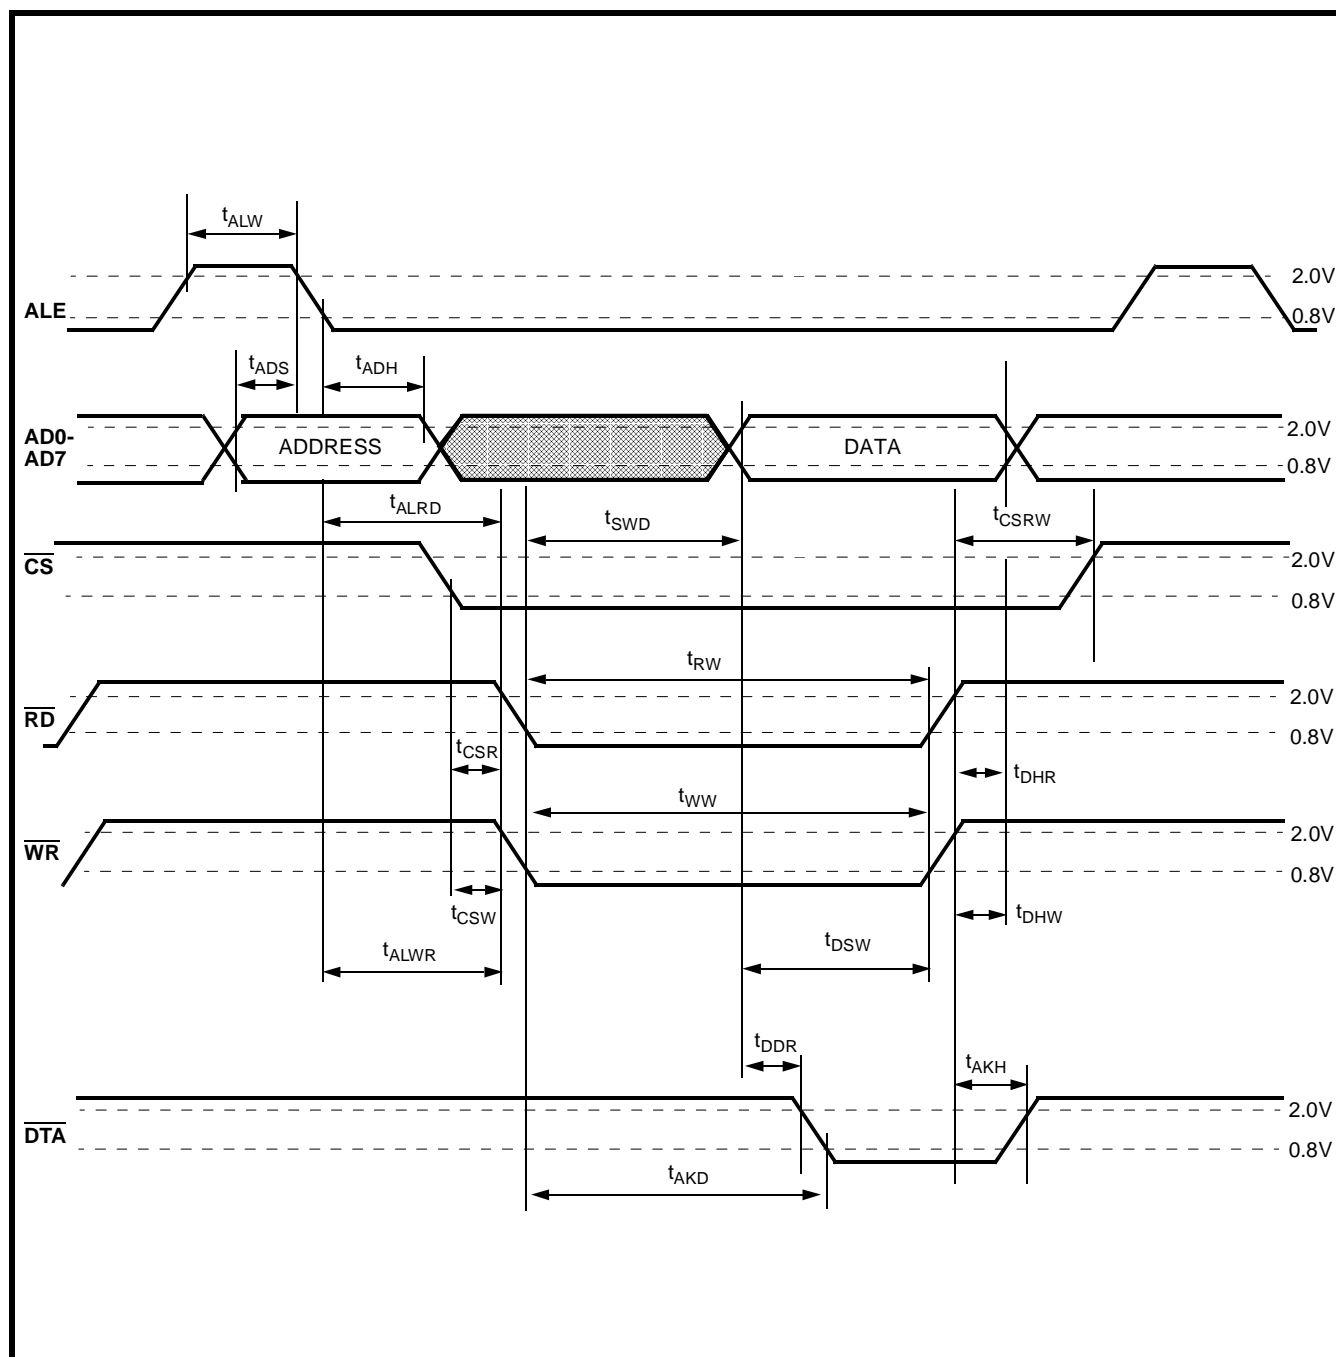 tALW
2.0V
ALE
0.8V
tADS
tADH
AD0-
AD7
ADDRESS
DATA
2.0V
0.8V
tALRD
tSWD
tCSRW
CS
2.0V
0.8V
tRW
RD
2.0V
0.8V
tCSR
tDHR
tWW
WR
2.0V
0.8V
tCSW
tDHW
tALWR
tDSW
tDDR
tAKH
DTA
2.0V
0.8V
tAKD